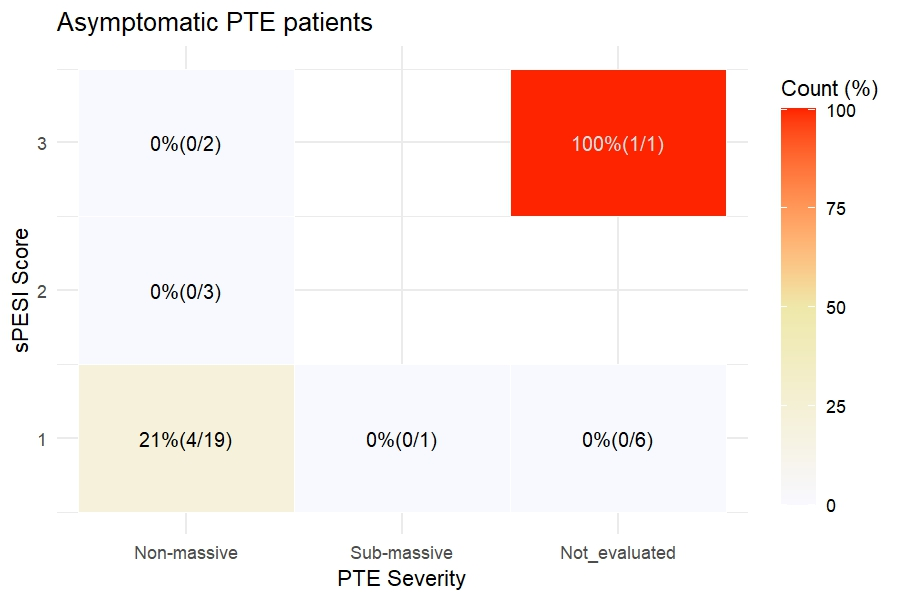 Asymptomatic PTE patients
Count (%)
100
75
50
25
0
sPESI Score
3
0%(0/2)
100%(1/1)
2
0%(0/3)
1
21%(4/19)
0%(0/1)
0%(0/6)
Non-massive
Sub-massive
Not_evaluated
PTE Severity